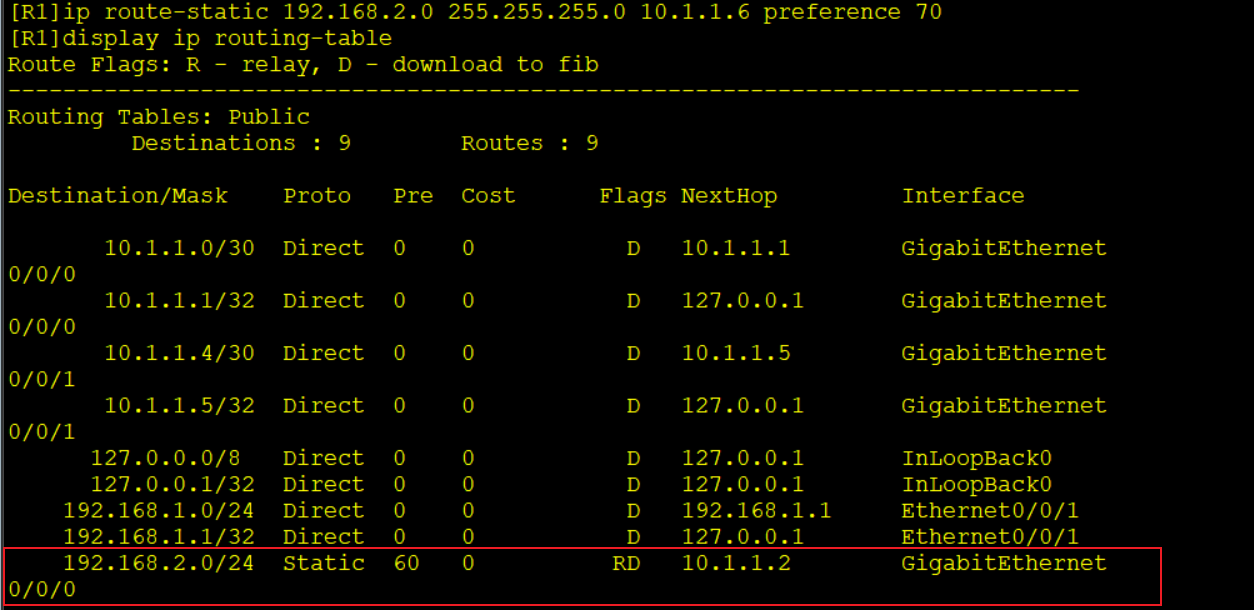 [R1]ip route-static 192.168.2.0 255.255.255.0 10.1.1.6 preference 70
[R1]display ip routing-table
Route Flags: R - relay, D - download to fib
------------------------------------------------------------------------------
Routing Tables: Public
         Destinations : 9        Routes : 9

Destination/Mask    Proto   Pre  Cost      Flags NextHop         Interface

       10.1.1.0/30  Direct  0    0           D   10.1.1.1        GigabitEthernet
0/0/0
       10.1.1.1/32  Direct  0    0           D   127.0.0.1       GigabitEthernet
0/0/0
       10.1.1.4/30  Direct  0    0           D   10.1.1.5        GigabitEthernet
0/0/1
       10.1.1.5/32  Direct  0    0           D   127.0.0.1       GigabitEthernet
0/0/1
      127.0.0.0/8   Direct  0    0           D   127.0.0.1       InLoopBack0
      127.0.0.1/32  Direct  0    0           D   127.0.0.1       InLoopBack0
    192.168.1.0/24  Direct  0    0           D   192.168.1.1     Ethernet0/0/1
    192.168.1.1/32  Direct  0    0           D   127.0.0.1       Ethernet0/0/1
    192.168.2.0/24  Static  60   0          RD   10.1.1.2        GigabitEthernet
0/0/0